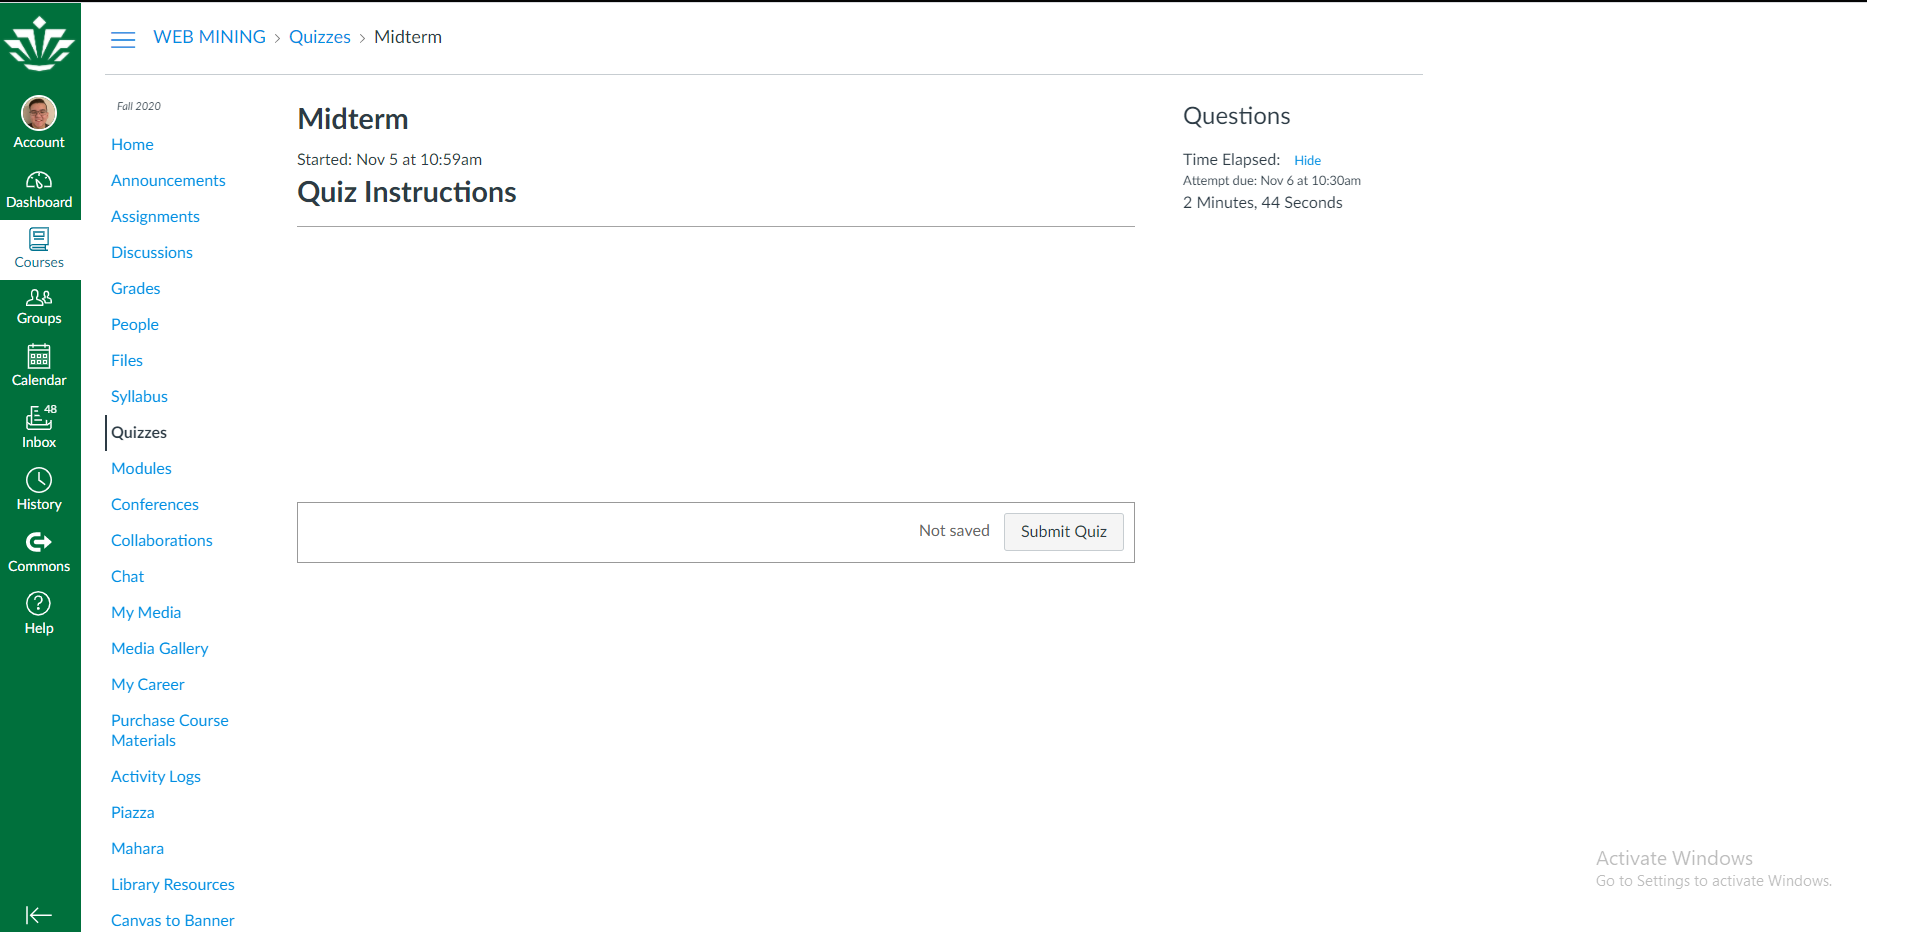 Account
Dashboard
Courses
Groups
Calendar
48
Inbox
History
Commons
Help
WEB MINING > Quizzes > Midterm
Fall 2020
Home
Announcements
Assignments
Discussions
Grades
People
Files
Syllabus
Quizzes
Modules
Conferences
Collaborations
Chat
My Media
Media Gallery
My Career
Purchase Course
Materials
Activity Logs
Piazza
Mahara
Library Resources
Canvas to Banner
Midterm
Started: Nov 5 at 10:59am
Quiz Instructions
Not saved
Submit Quiz
Questions
Time Elapsed: Hide
Attempt due: Nov 6 at 10:30am
2 Minutes, 44 Seconds
Activate Windows
Go to Settings to activate Windows.